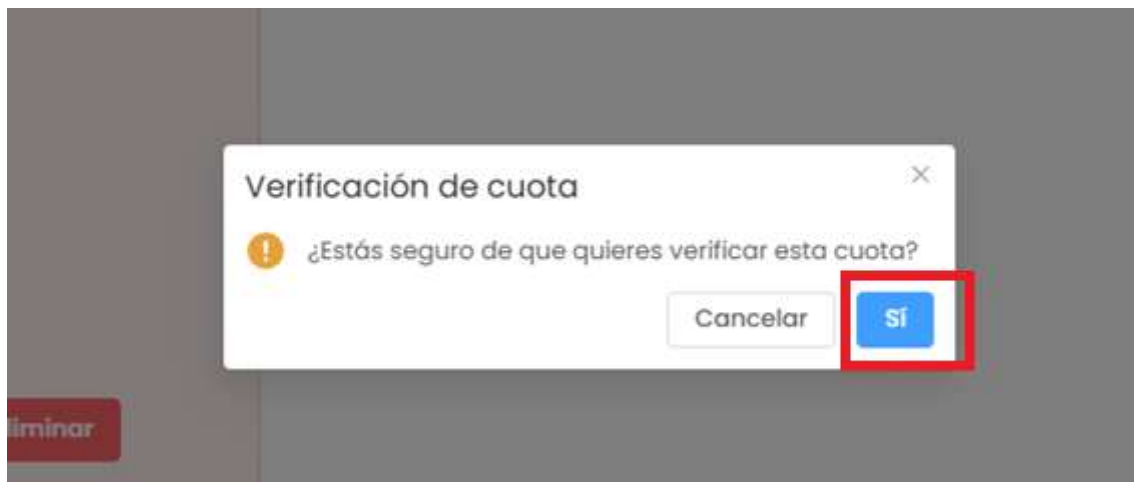 Verificación de cuota
¿Estás seguro de que quieres verificar esta cuota?
Cancelar
Sí
liminar